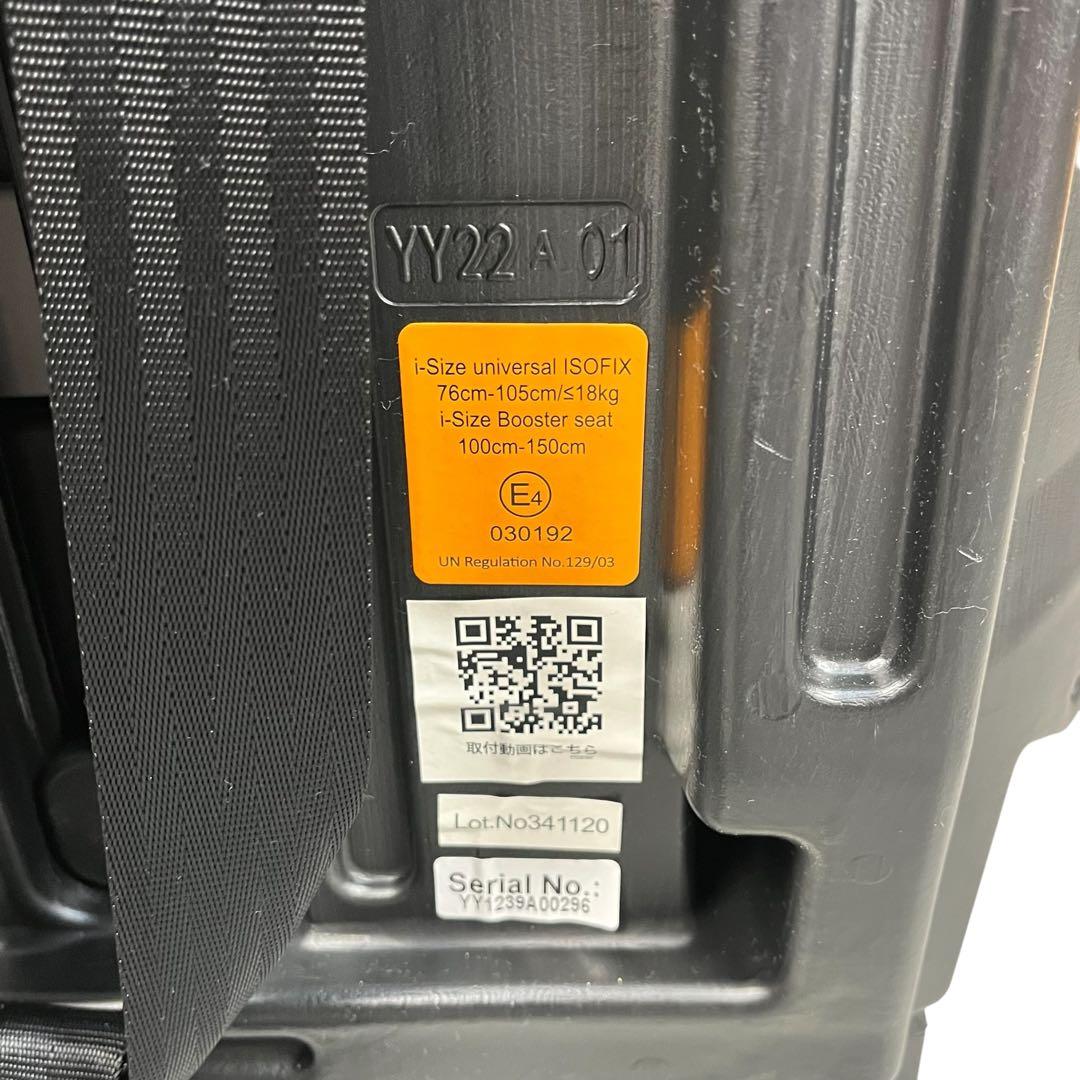 YY22 A 01
i-Size universal ISOFIX
76cm-105cm/≤18kg
i-Size Booster seat
100cm-150cm
E4
030192
UN Regulation No.129/03
取付動画はこちら
Lot.No341120
Serial No.:
YY1239A00296